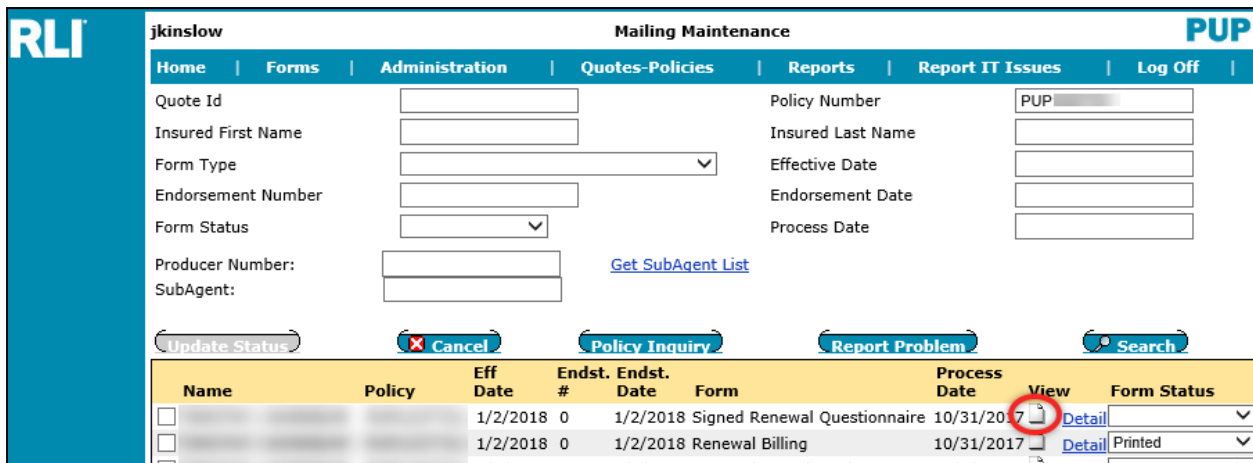 RLI
jkinslow Mailing Maintenance PUP
Home | Forms | Administration | Quotes-Policies | Reports | Report IT Issues | Log Off |
Quote Id Policy Number PUP
Insured First Name Insured Last Name
Form Type Effective Date
Endorsement Number Endorsement Date
Form Status Process Date
Producer Number: Get SubAgent List
SubAgent:
Update Status Cancel Policy Inquiry Report Problem Search
Eff Endst. Endst. Process
Name Policy Date # Date Form Date View Form Status
1/2/2018 0 1/2/2018 Signed Renewal Questionnaire 10/31/2017 Detail
1/2/2018 0 1/2/2018 Renewal Billing 10/31/2017 Detail Printed